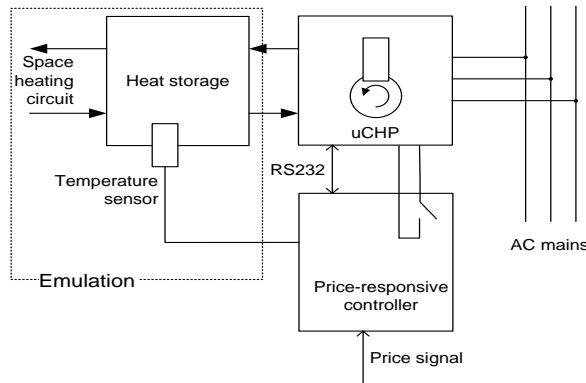 Space
heating
circuit
Heat storage
uCHP
RS232
Temperature
sensor
AC mains
Emulation
Price-responsive
controller
Price signal